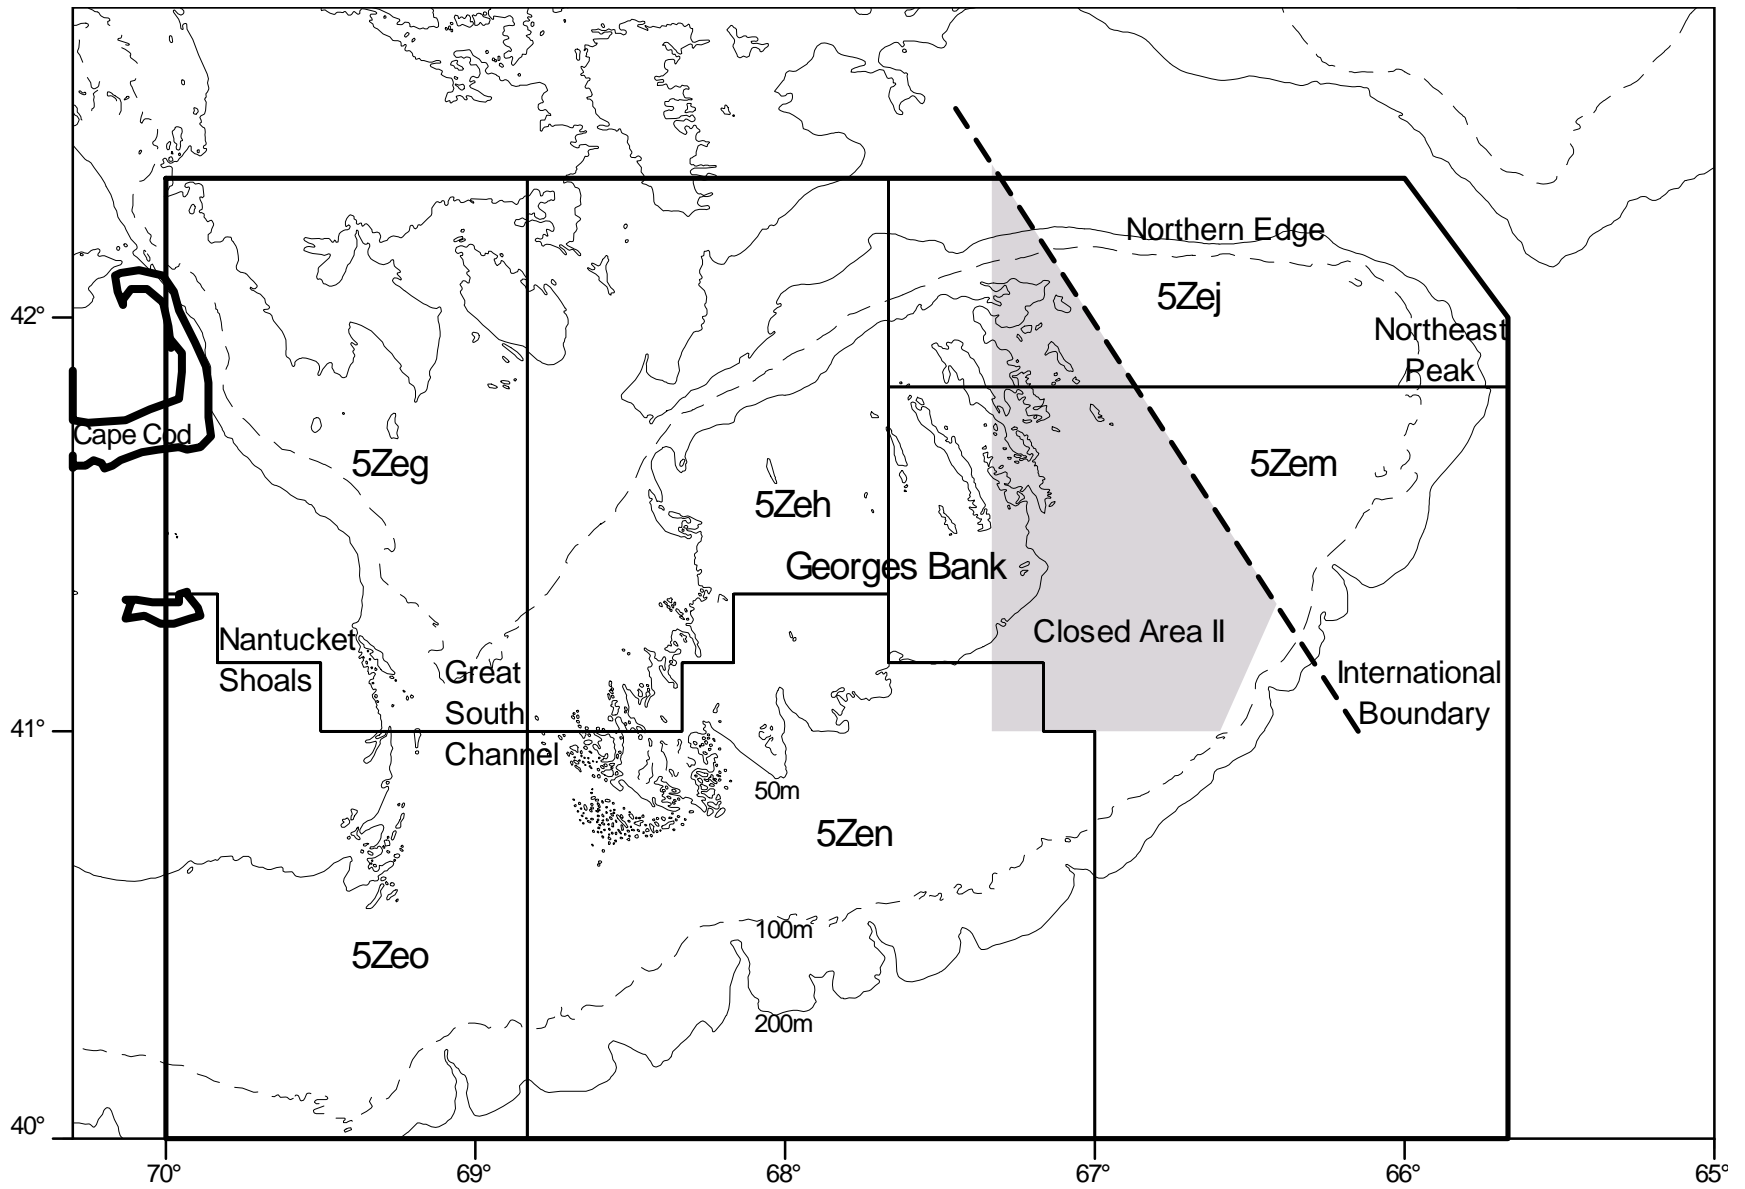 Northern Edge
5Zej
42°
Northeast
Peak
Cape Cod
5Zeg
5Zem
5Zeh
Georges Bank
Nantucket
Shoals
Great
South
Channel
Closed Area II
International
Boundary
41°
50m
5Zen
100m
5Zeo
200m
40°
70°
69°
68°
67°
66°
65°